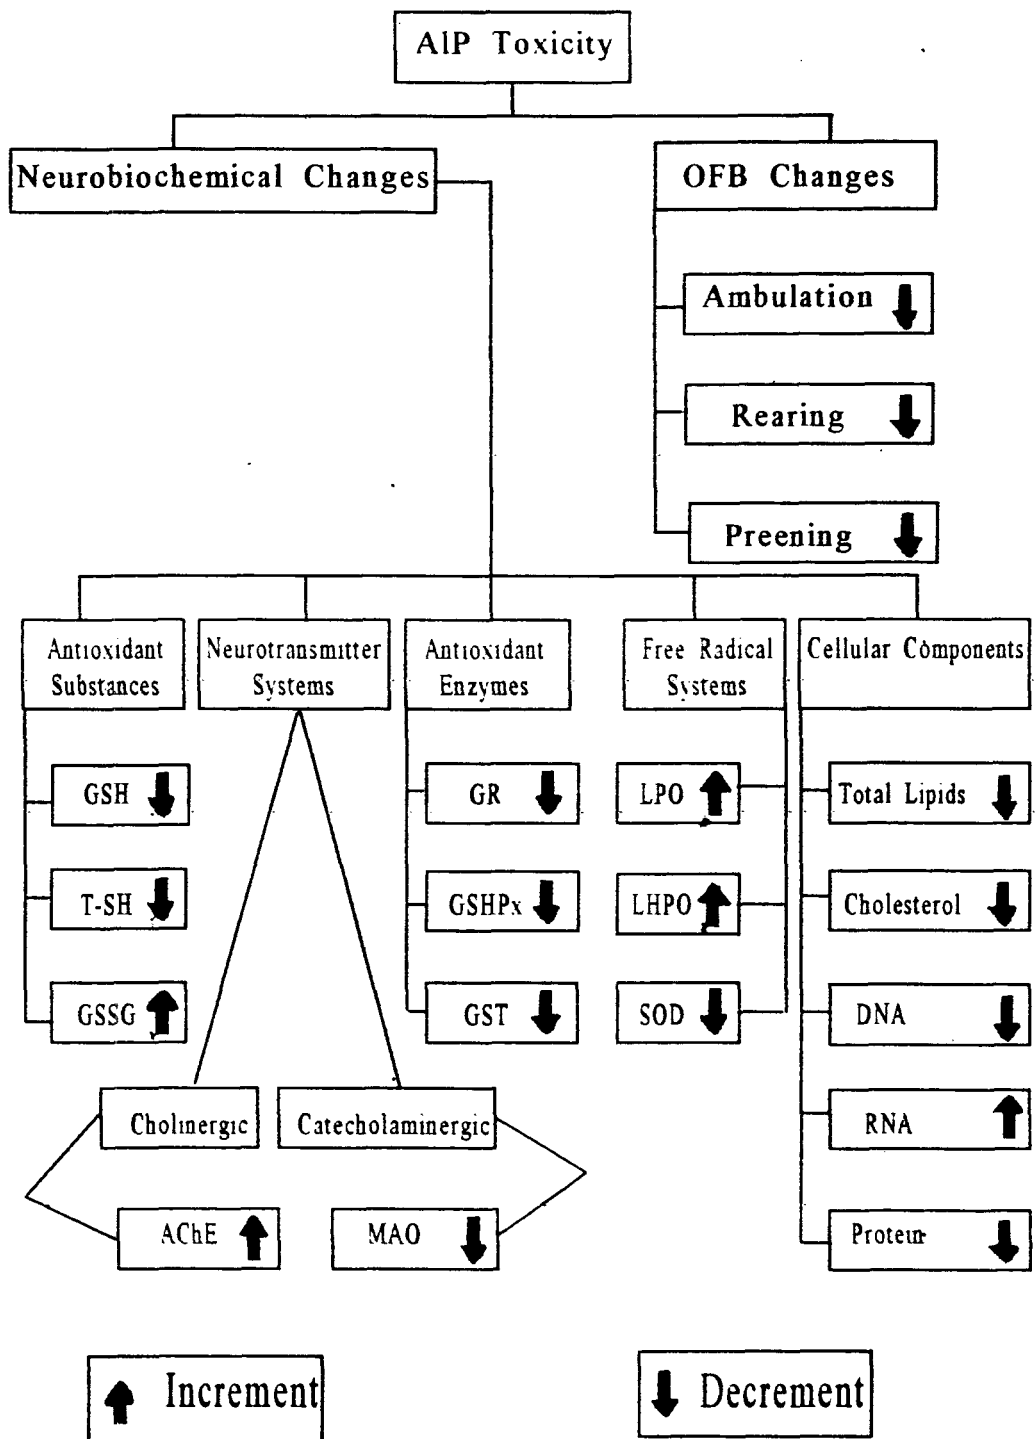 AlP Toxicity
Neurobiochemical Changes
OFB Changes
Ambulation
Rearing
Preening
Antioxidant
Substances
Neurotransmitter
Systems
Antioxidant
Enzymes
Free Radical
Systems
Cellular Components
GSH
T-SH
GSSG
GR
GSHPx
GST
LPO
LHPO
SOD
Total Lipids
Cholesterol
DNA
RNA
Protein
Cholinergic
Catecholaminergic
AChE
MAO
Increment
Decrement